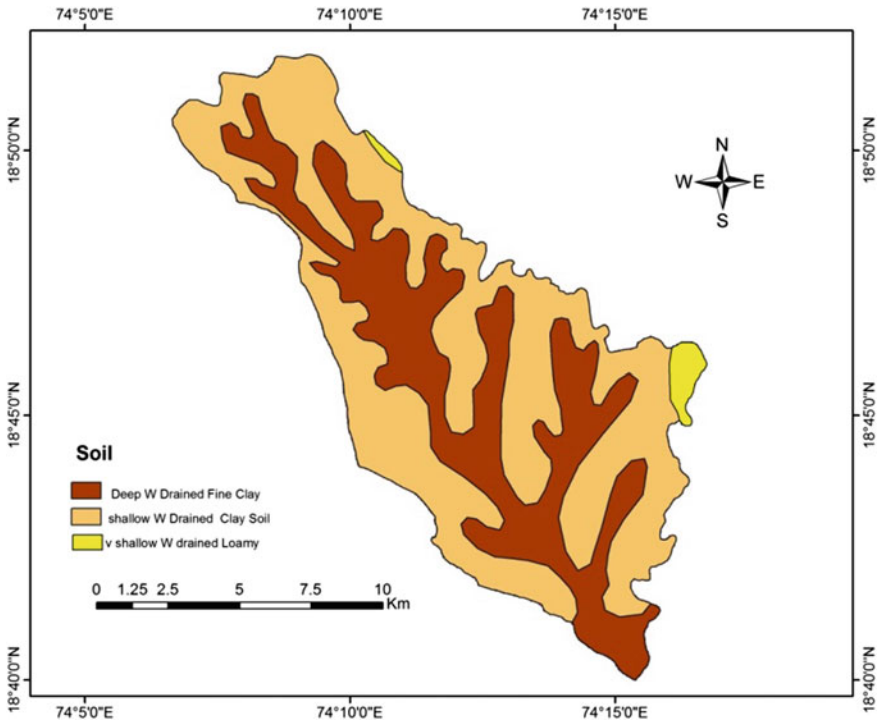 74°5'0"E 74°10'0"E 74°15'0"E
18°50'0"N 18°50'0"N
N
W E
S
18°45'0"N 18°45'0"N
Soil
Deep W Drained Fine Clay
shallow W Drained Clay Soil
v shallow W drained Loamy
0 1.25 2.5 5 7.5 10
Km
18°40'0"N 18°40'0"N
74°5'0"E 74°10'0"E 74°15'0"E